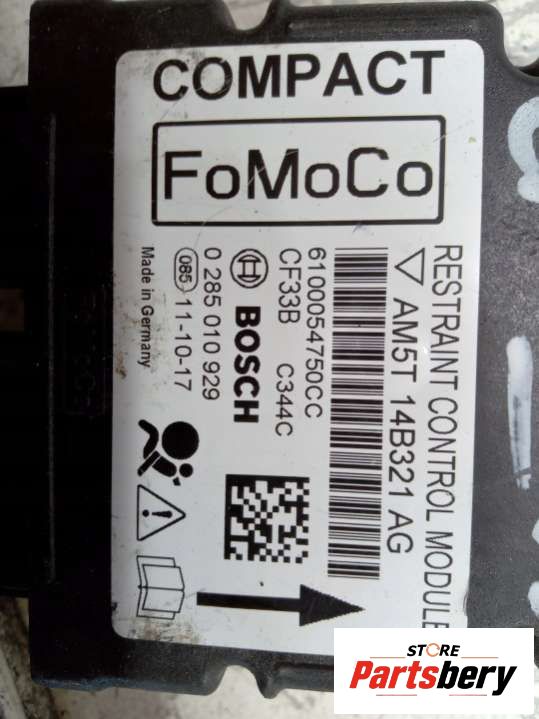 COMPACT
FoMoCo
RESTRAINT CONTROL MODULE
AM5T 14B321 AG
6100054750CC
CF33B C344C
BOSCH
0 285 010 929
085 11-10-17
Made in Germany
STORE
Partsbery